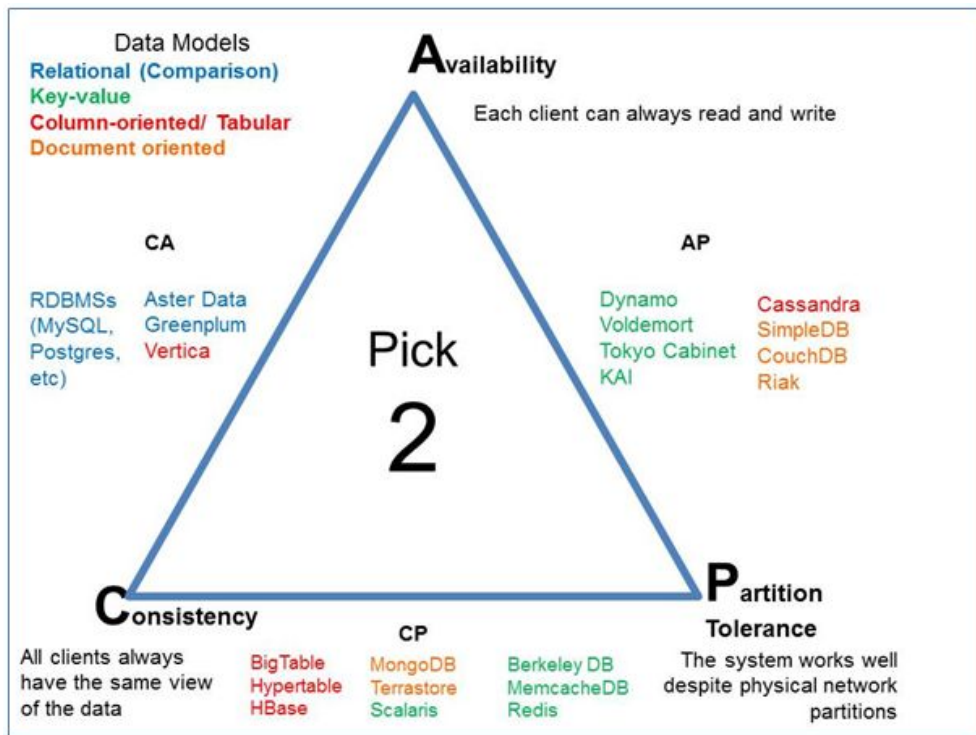 Data Models
Relational (Comparison)
Key-value
Column-oriented/ Tabular
Document oriented
Availability
Each client can always read and write
CA
RDBMSs
(MySQL,
Postgres,
etc)
Aster Data
Greenplum
Vertica
Pick
2
AP
Dynamo
Voldemort
Tokyo Cabinet
KAI
Cassandra
SimpleDB
CouchDB
Riak
Consistency
All clients always
have the same view
of the data
CP
BigTable
Hypertable
HBase
MongoDB
Terrastore
Scalaris
Berkeley DB
MemcacheDB
Redis
Partition
Tolerance
The system works well
despite physical network
partitions